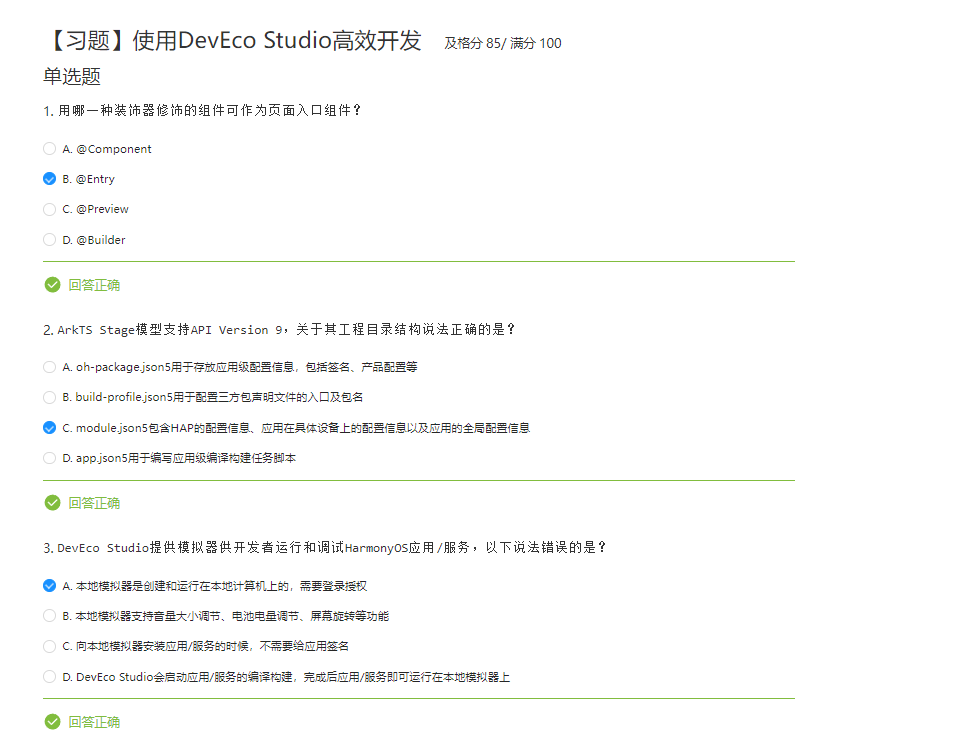 【习题】使用DevEco Studio高效开发 及格分 85/ 满分 100
单选题
1. 用哪一种装饰器修饰的组件可作为页面入口组件？
A. @Component
B. @Entry
C. @Preview
D. @Builder
回答正确
2. ArkTS Stage模型支持API Version 9，关于其工程目录结构说法正确的是？
A. oh-package.json5用于存放应用级配置信息，包括签名、产品配置等
B. build-profile.json5用于配置三方包声明文件的入口及包名
C. module.json5包含HAP的配置信息、应用在具体设备上的配置信息以及应用的全局配置信息
D. app.json5用于编写应用级编译构建任务脚本
回答正确
3. DevEco Studio提供模拟器供开发者运行和调试HarmonyOS应用/服务，以下说法错误的是？
A. 本地模拟器是创建和运行在本地计算机上的，需要登录授权
B. 本地模拟器支持音量大小调节、电池电量调节、屏幕旋转等功能
C. 向本地模拟器安装应用/服务的时候，不需要给应用签名
D. DevEco Studio会启动应用/服务的编译构建，完成后应用/服务即可运行在本地模拟器上
回答正确